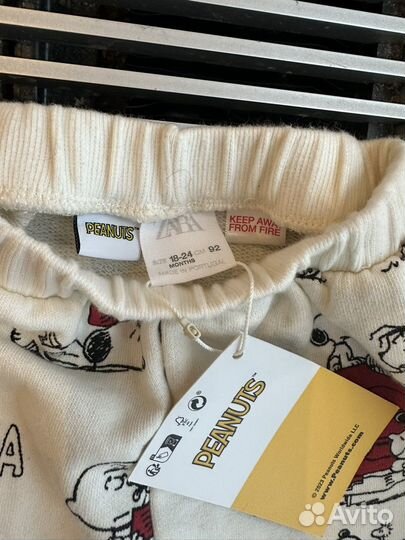 PEANUTS
ZARA
SIZE 18-24 CM 92
MONTHS
MADE IN PORTUGAL
KEEP AWAY
FROM FIRE
PEANUTS™
© 2023 Peanuts Worldwide LLC
www.Peanuts.com
A
Avito